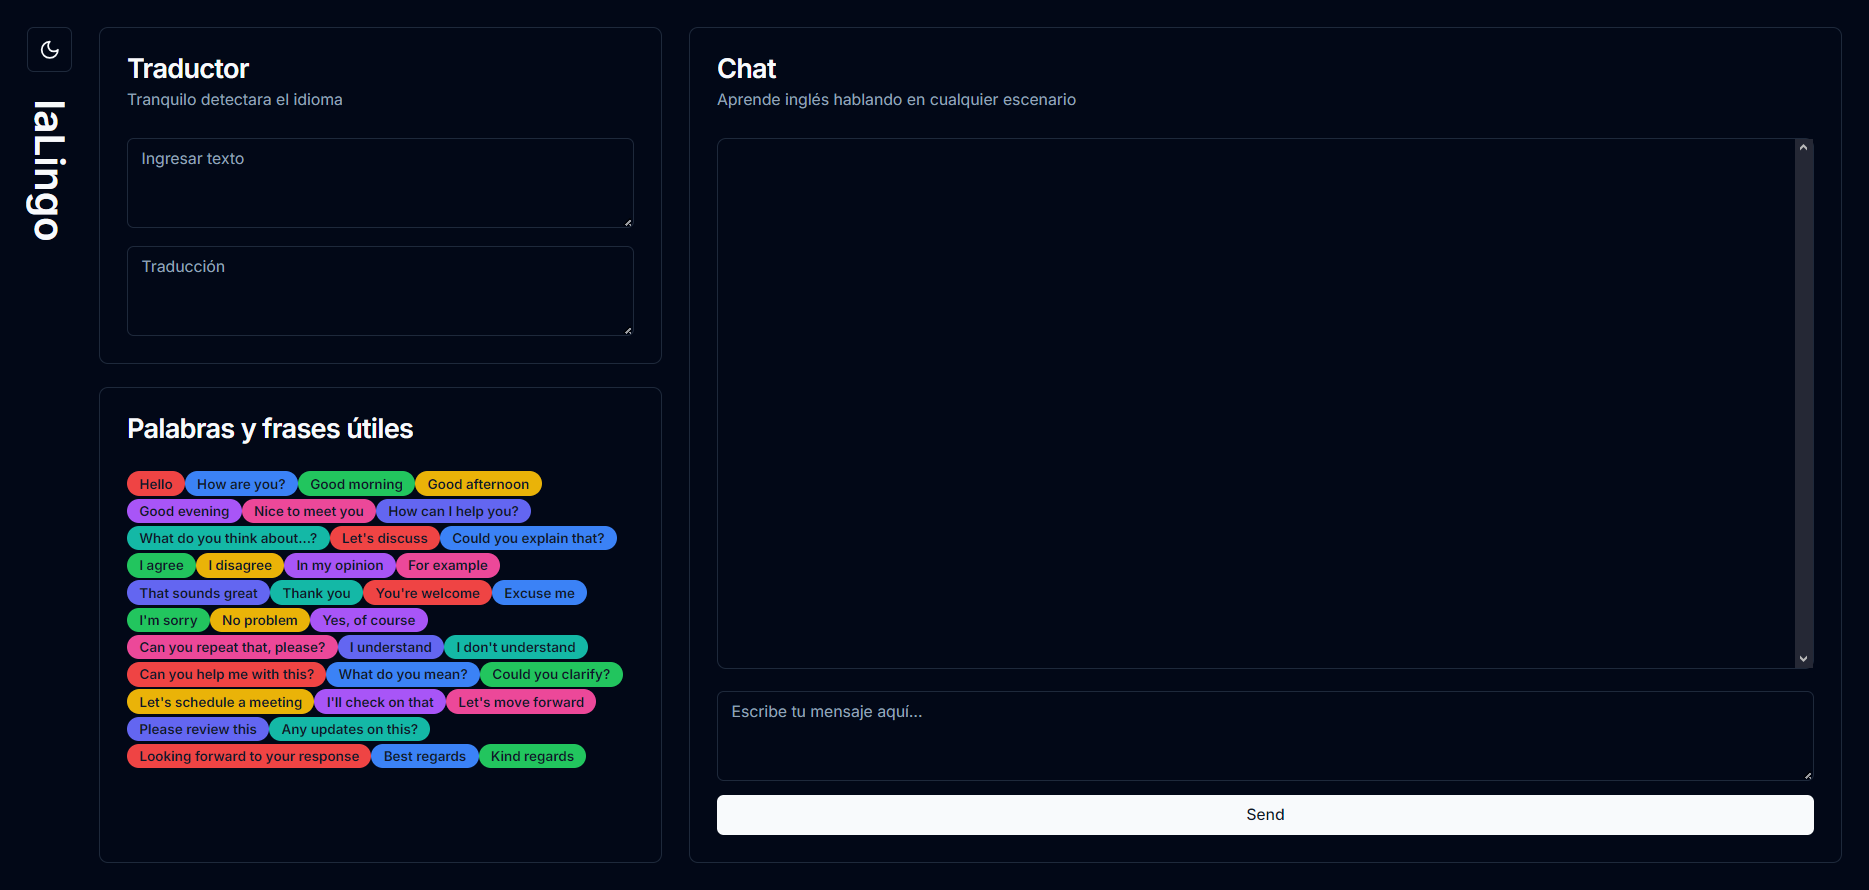 IaLingo
Traductor
Tranquilo detectara el idioma
Ingresar texto
Traducción
Palabras y frases útiles
Hello How are you? Good morning Good afternoon
Good evening Nice to meet you How can I help you?
What do you think about...? Let's discuss Could you explain that?
I agree I disagree In my opinion For example
That sounds great Thank you You're welcome Excuse me
I'm sorry No problem Yes, of course
Can you repeat that, please? I understand I don't understand
Can you help me with this? What do you mean? Could you clarify?
Let's schedule a meeting I'll check on that Let's move forward
Please review this Any updates on this?
Looking forward to your response Best regards Kind regards
Chat
Aprende inglés hablando en cualquier escenario
Escribe tu mensaje aquí...
Send